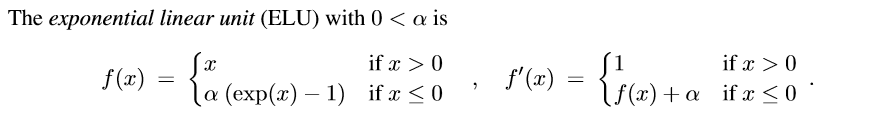 The exponential linear unit (ELU) with 0 < α is
f(x) = { x if x > 0
α (exp(x) − 1) if x ≤ 0 , f′(x) = { 1 if x > 0
f(x) + α if x ≤ 0 .